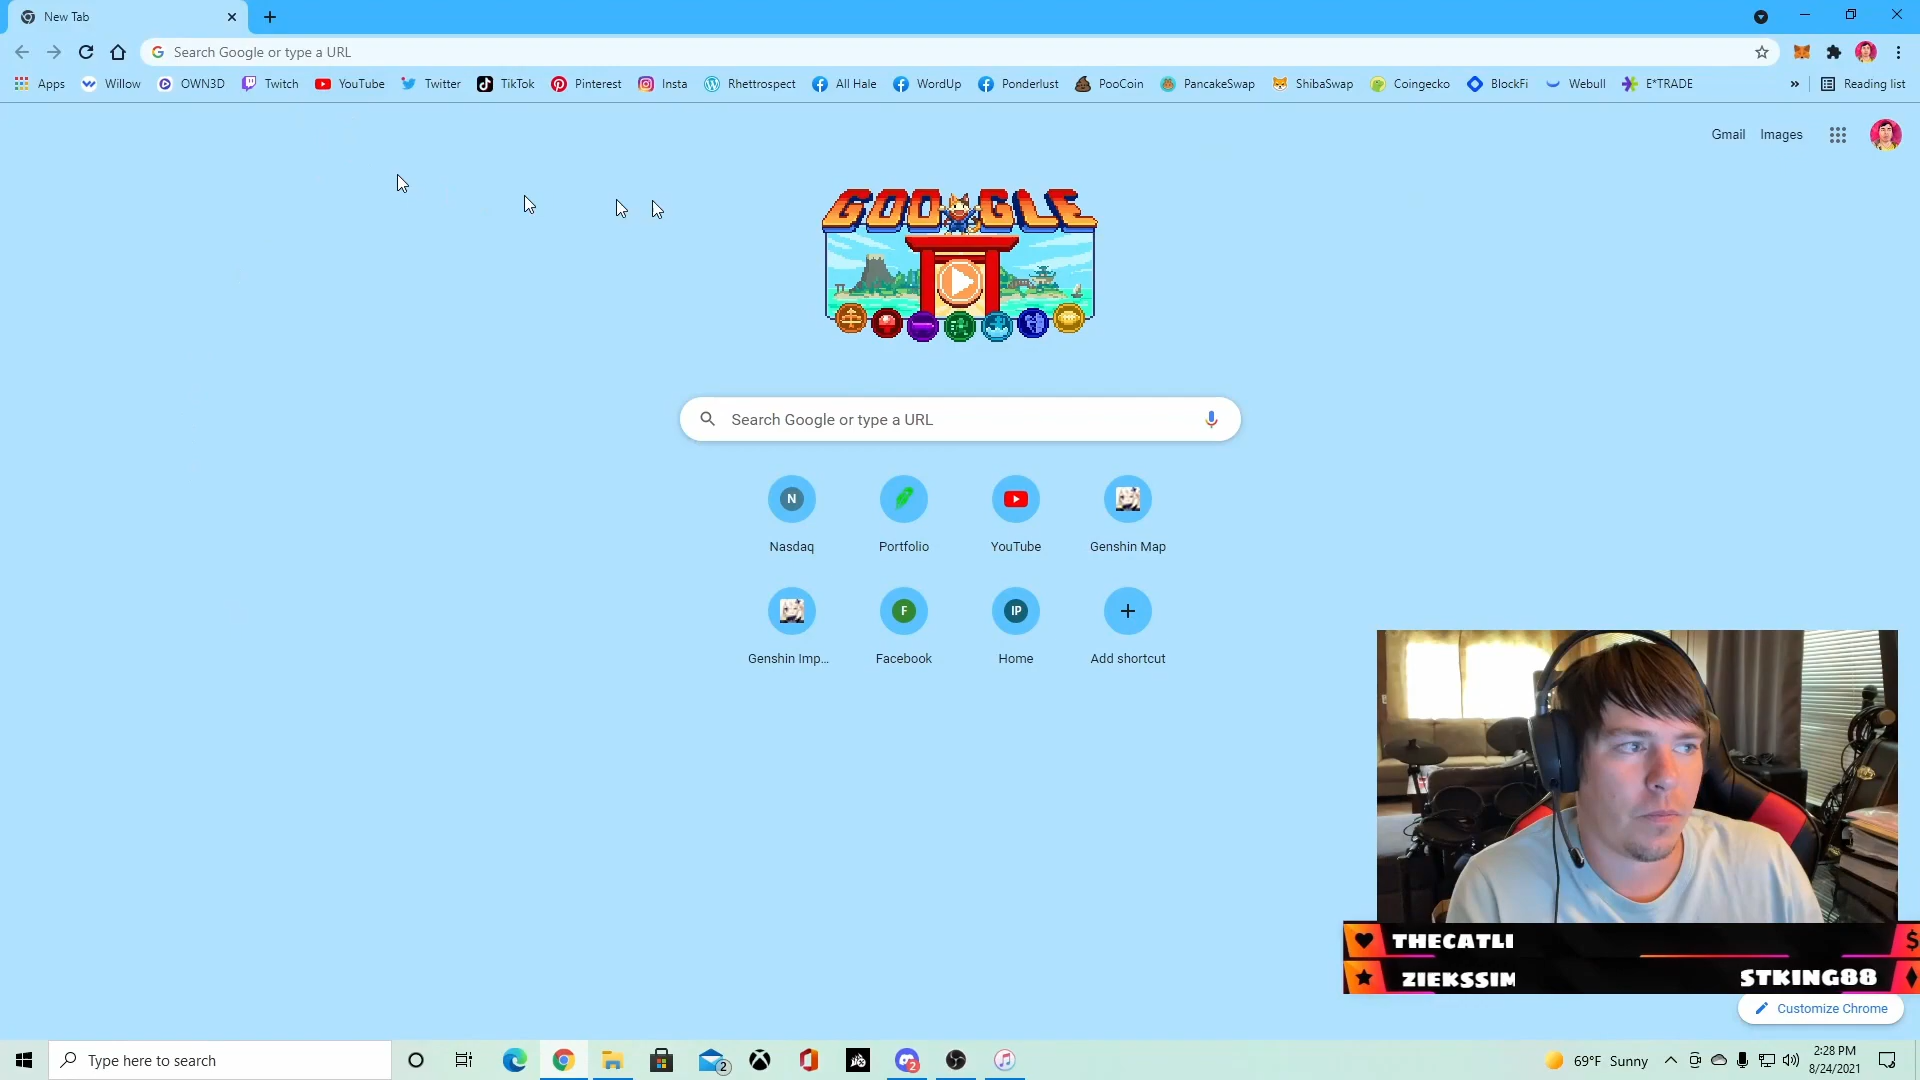 New Tab
Search Google or type a URL
Apps Willow OWN3D Twitch YouTube Twitter TikTok Pinterest Insta Rhettrospect All Hale WordUp Ponderlust PooCoin PancakeSwap ShibaSwap Coingecko BlockFi Webull E*TRADE » Reading list
Gmail Images
GOOGLE
Search Google or type a URL
N
Nasdaq Portfolio YouTube Genshin Map
F IP
Genshin Imp... Facebook Home Add shortcut
THECATLI $
ZIEKSSIM STKING88
Customize Chrome
Type here to search 2 2 69°F Sunny 2:28 PM
8/24/2021